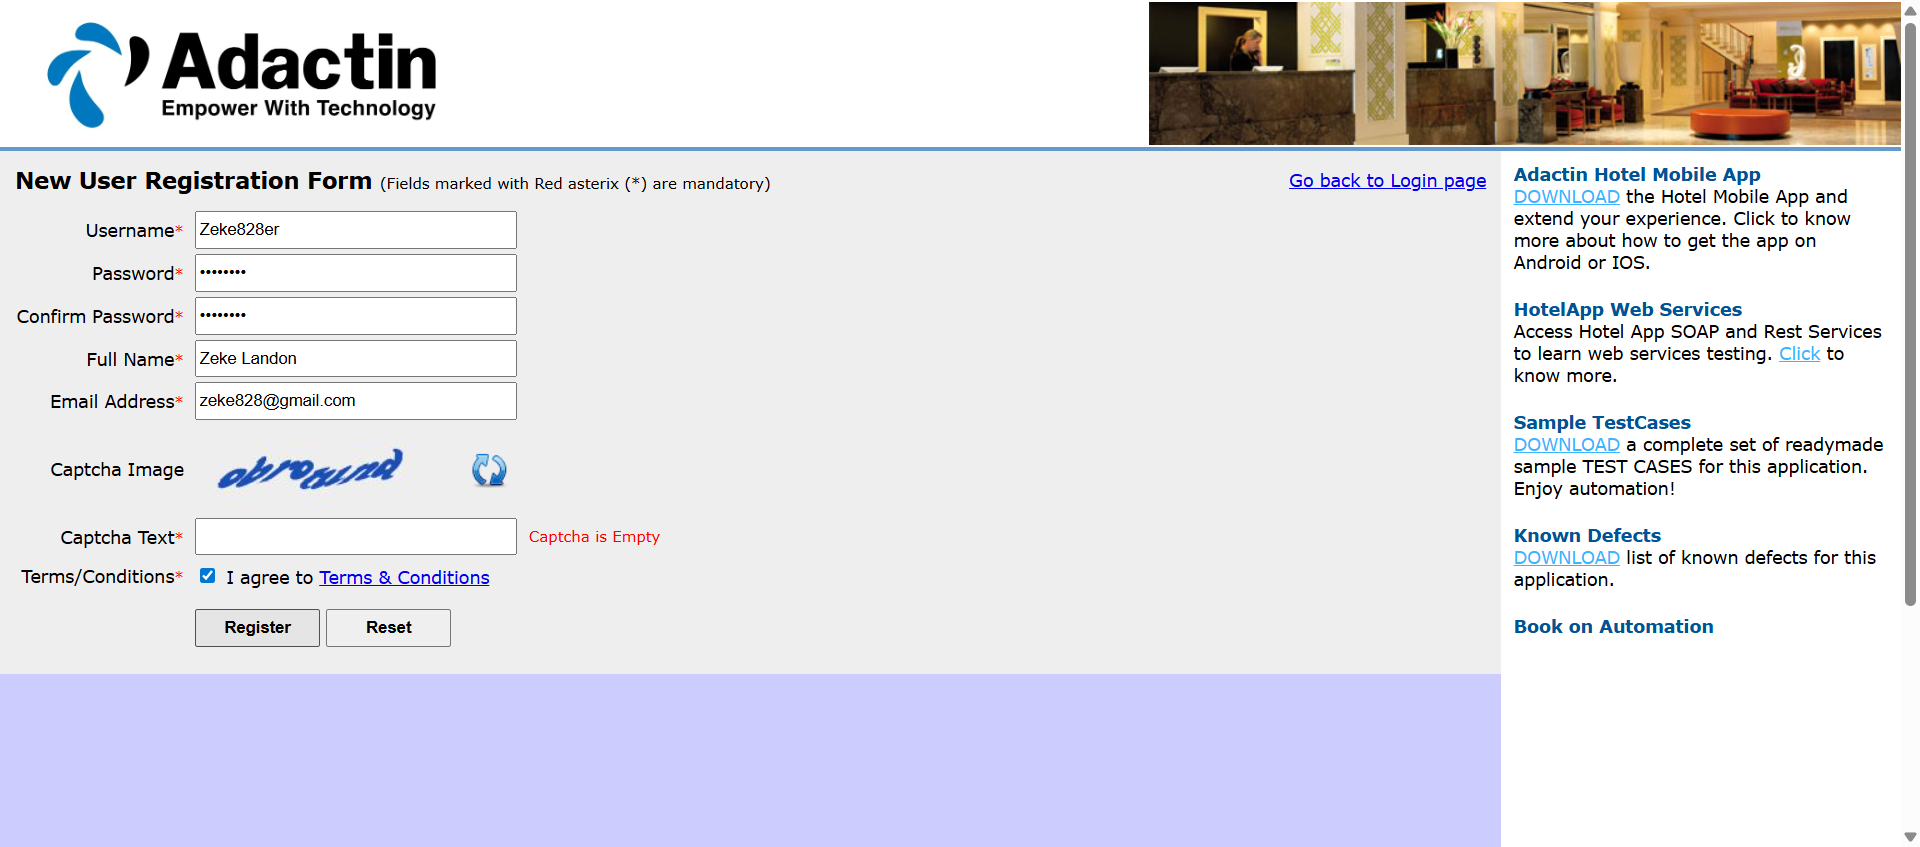 Adactin
Empower With Technology
New User Registration Form (Fields marked with Red asterix (*) are mandatory)
Go back to Login page
Username*
Zeke828er
Password*
••••••••
Confirm Password*
••••••••
Full Name*
Zeke Landon
Email Address*
zeke828@gmail.com
Captcha Image
Captcha Text*
Captcha is Empty
Terms/Conditions*
I agree to Terms & Conditions
Register
Reset
Adactin Hotel Mobile App
DOWNLOAD the Hotel Mobile App and
extend your experience. Click to know
more about how to get the app on
Android or IOS.
HotelApp Web Services
Access Hotel App SOAP and Rest Services
to learn web services testing. Click to
know more.
Sample TestCases
DOWNLOAD a complete set of readymade
sample TEST CASES for this application.
Enjoy automation!
Known Defects
DOWNLOAD list of known defects for this
application.
Book on Automation